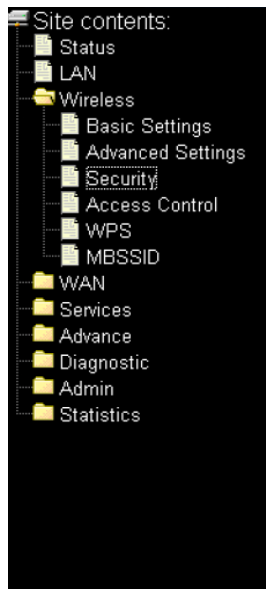 Site contents:
Status
LAN
Wireless
Basic Settings
Advanced Settings
Security
Access Control
WPS
MBSSID
WAN
Services
Advance
Diagnostic
Admin
Statistics